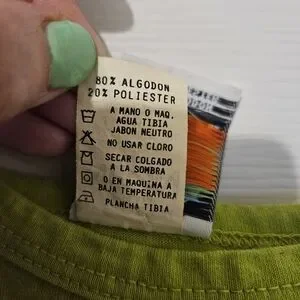 80% ALGODON
20% POLIESTER
A MANO O MAQ.
AGUA TIBIA
JABON NEUTRO
NO USAR CLORO
SECAR COLGADO
A LA SOMBRA
O EN MAQUINA A
BAJA TEMPERATURA
PLANCHA TIBIA